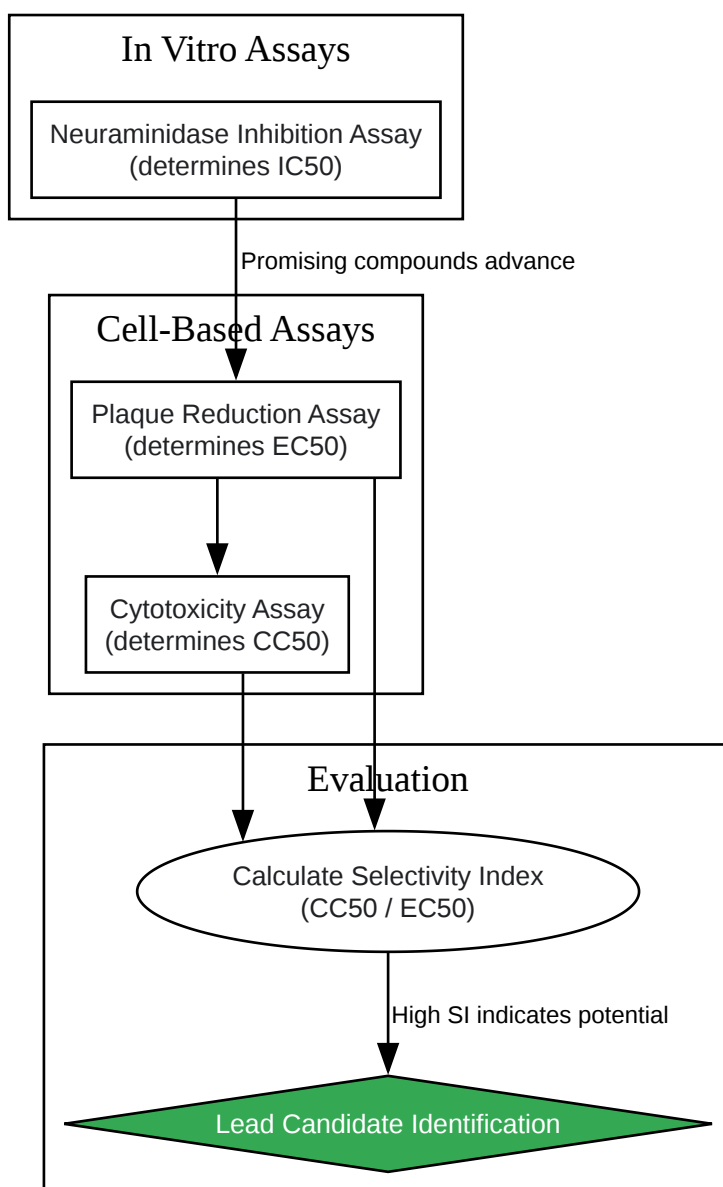 In Vitro Assays
Neuraminidase Inhibition Assay
(determines IC50)
Promising compounds advance
Cell-Based Assays
Plaque Reduction Assay
(determines EC50)
Cytotoxicity Assay
(determines CC50)
Evaluation
Calculate Selectivity Index
(CC50 / EC50)
High SI indicates potential
Lead Candidate Identification